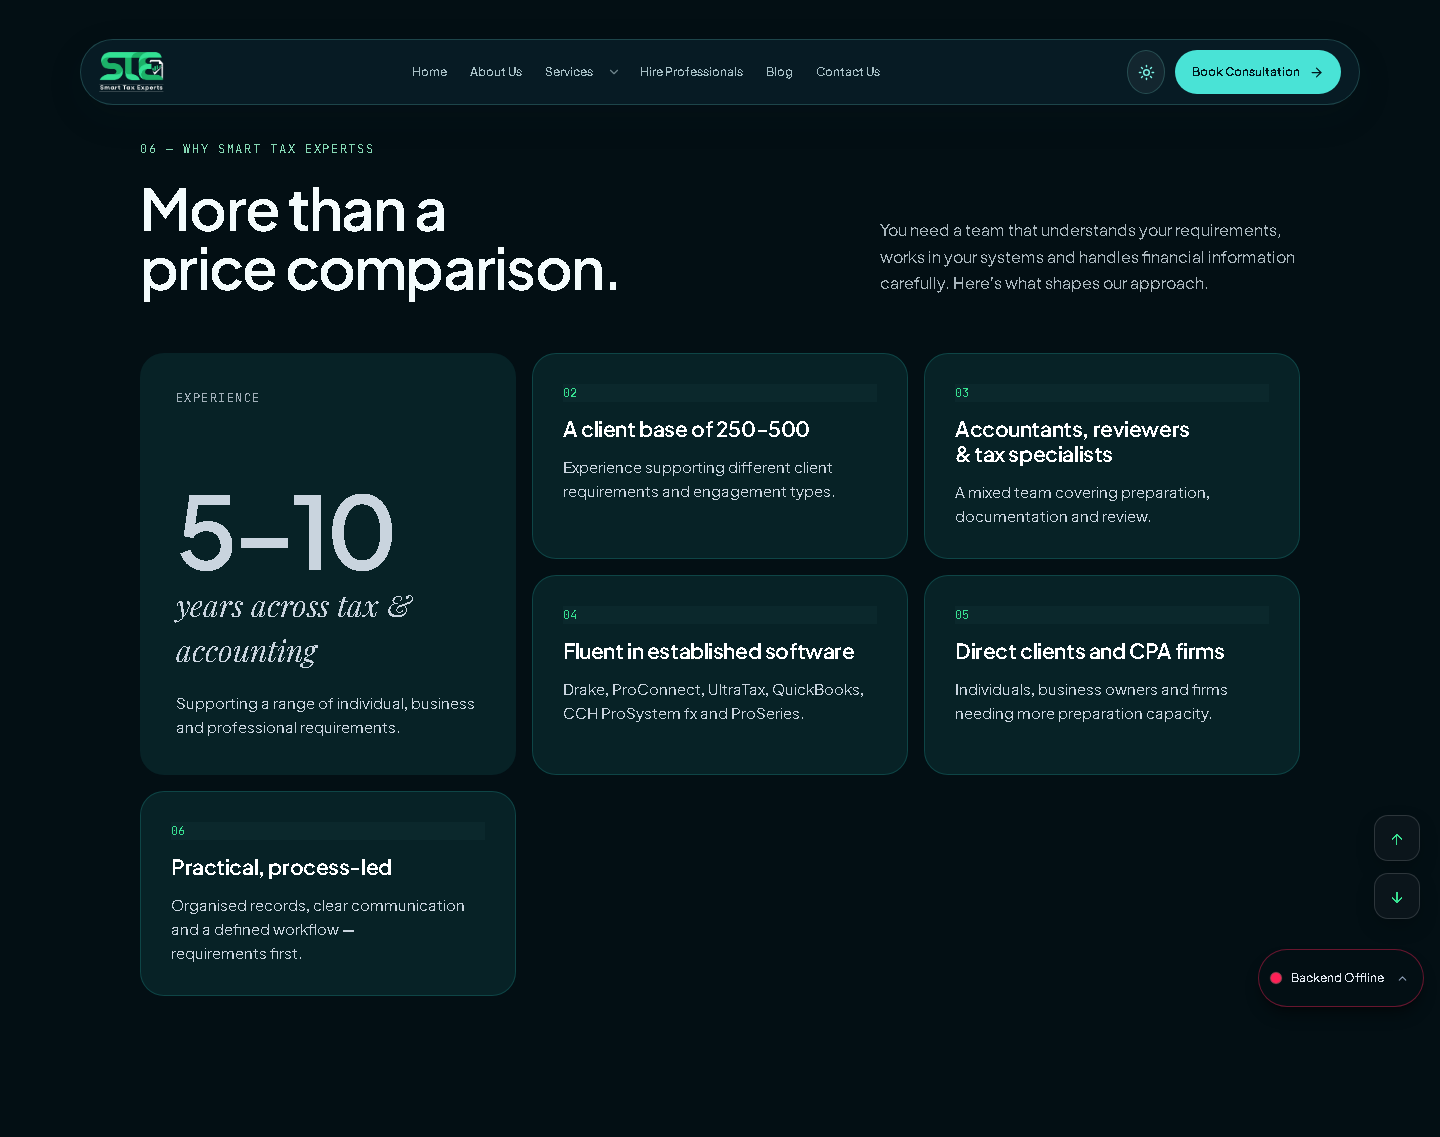 STE
Smart Tax Experts
Home
About Us
Services
Hire Professionals
Blog
Contact Us
Book Consultation
06 — WHY SMART TAX EXPERTSS
More than a
price comparison.
You need a team that understands your requirements,
works in your systems and handles financial information
carefully. Here's what shapes our approach.
EXPERIENCE
5–10
years across tax &
accounting
Supporting a range of individual, business
and professional requirements.
02
A client base of 250–500
Experience supporting different client
requirements and engagement types.
03
Accountants, reviewers
& tax specialists
A mixed team covering preparation,
documentation and review.
04
Fluent in established software
Drake, ProConnect, UltraTax, QuickBooks,
CCH ProSystem fx and ProSeries.
05
Direct clients and CPA firms
Individuals, business owners and firms
needing more preparation capacity.
06
Practical, process-led
Organised records, clear communication
and a defined workflow —
requirements first.
Backend Offline